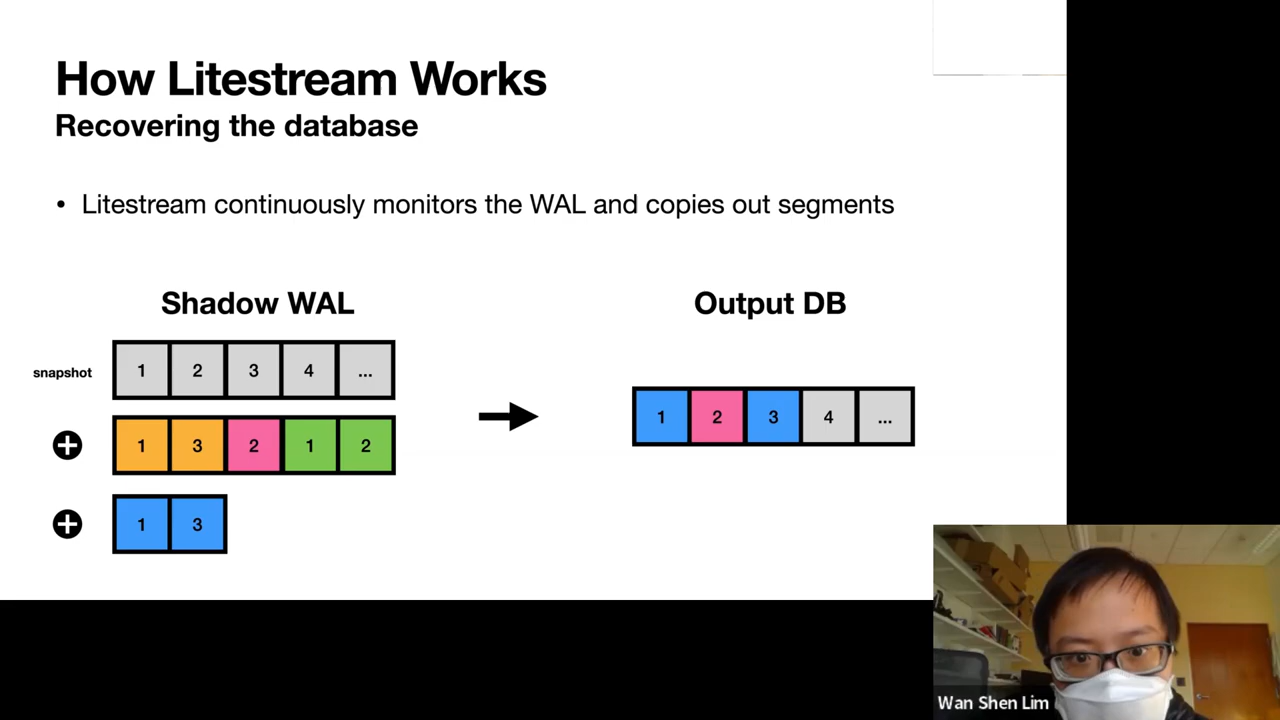 How Litestream Works
Recovering the database
• Litestream continuously monitors the WAL and copies out segments
Shadow WAL
snapshot 1 2 3 4 ...
+ 1 3 2 1 2
+ 1 3
Output DB
1 2 3 4 ...
Wan Shen Lim